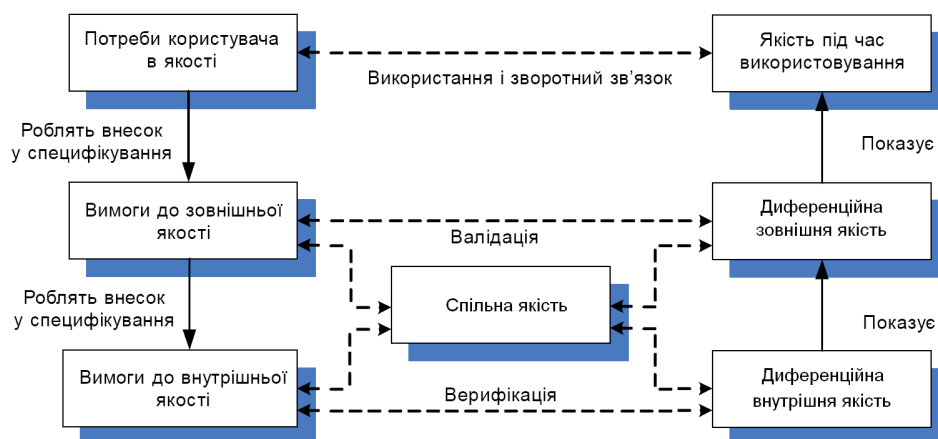 Потреби користувача
в якості
Якість під час
використовування
Використання і зворотний зв’язок
Роблять внесок
у специфікування
Показує
Вимоги до зовнішньої
якості
Диференційна
зовнішня якість
Валідація
Спільна якість
Роблять внесок
у специфікування
Показує
Вимоги до внутрішньої
якості
Диференційна
внутрішня якість
Верифікація